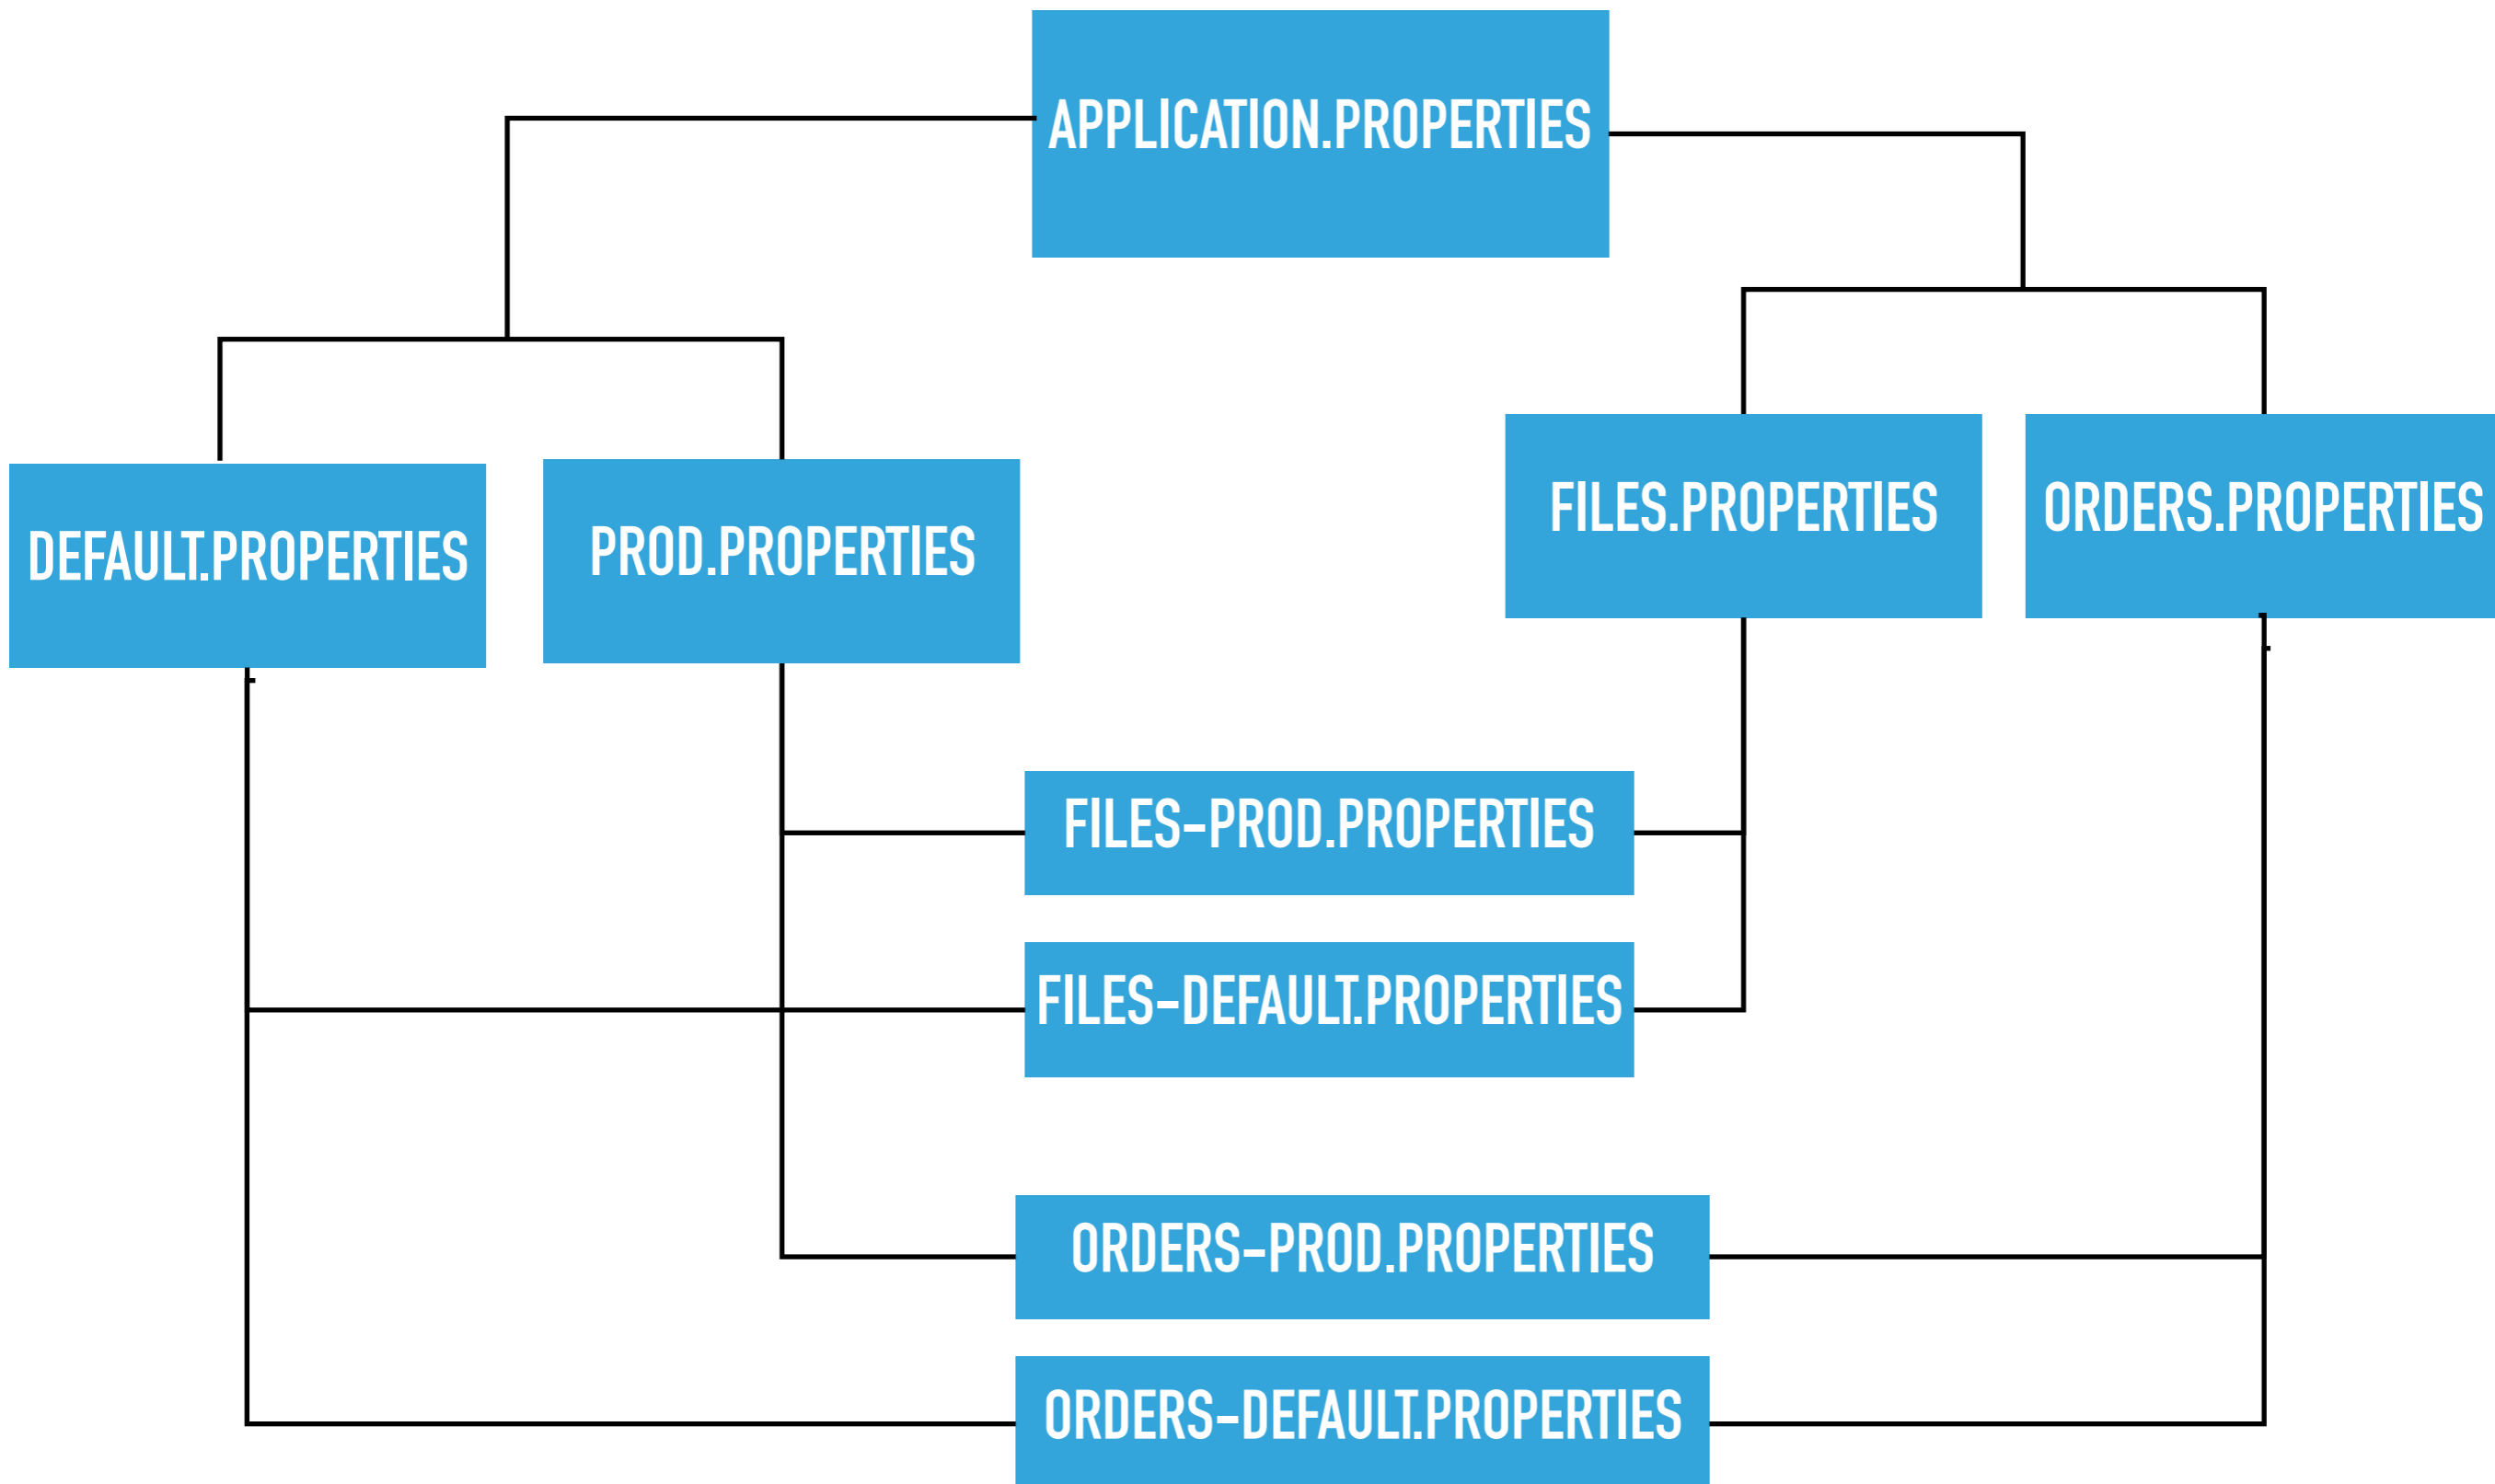 APPLICATION.PROPERTIES
DEFAULT.PROPERTIES
PROD.PROPERTIES
FILES.PROPERTIES
ORDERS.PROPERTIES
FILES-PROD.PROPERTIES
FILES-DEFAULT.PROPERTIES
ORDERS-PROD.PROPERTIES
ORDERS-DEFAULT.PROPERTIES